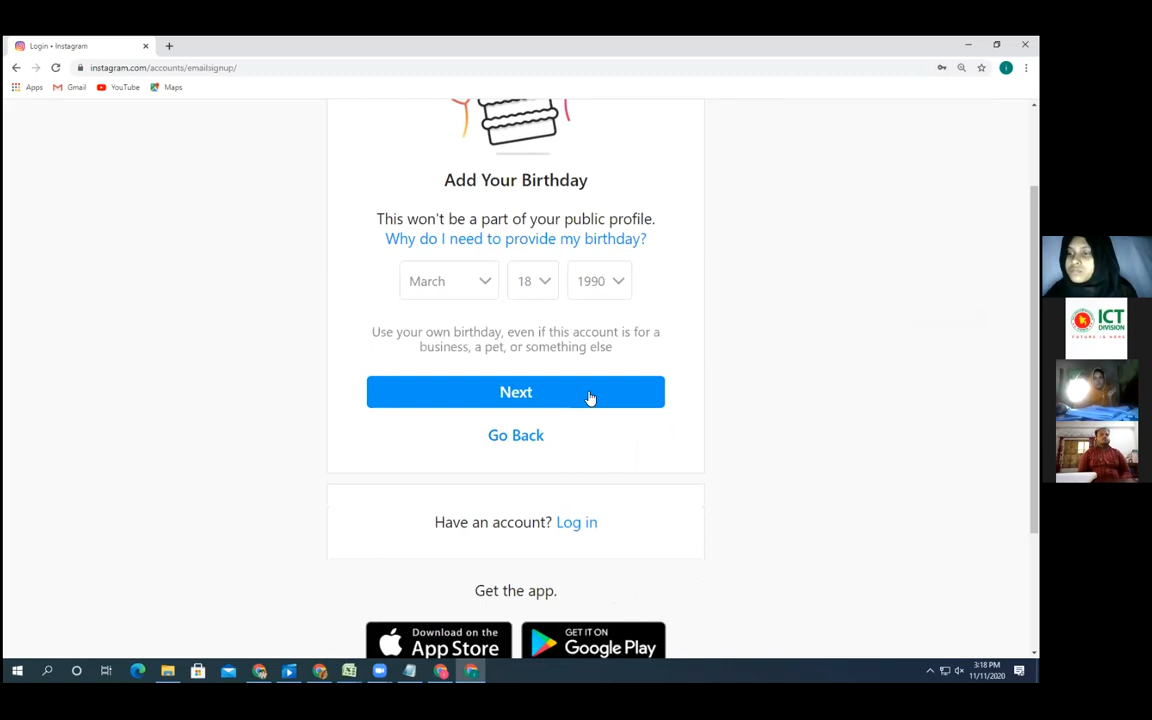 Login • Instagram
instagram.com/accounts/emailsignup/
Apps Gmail YouTube Maps
Add Your Birthday
This won't be a part of your public profile.
Why do I need to provide my birthday?
March 18 1990
Use your own birthday, even if this account is for a
business, a pet, or something else
Next
Go Back
Have an account? Log in
Get the app.
Download on the
App Store
GET IT ON
Google Play
ICT
DIVISION
FUTURE IS HERE
3:18 PM
11/11/2020